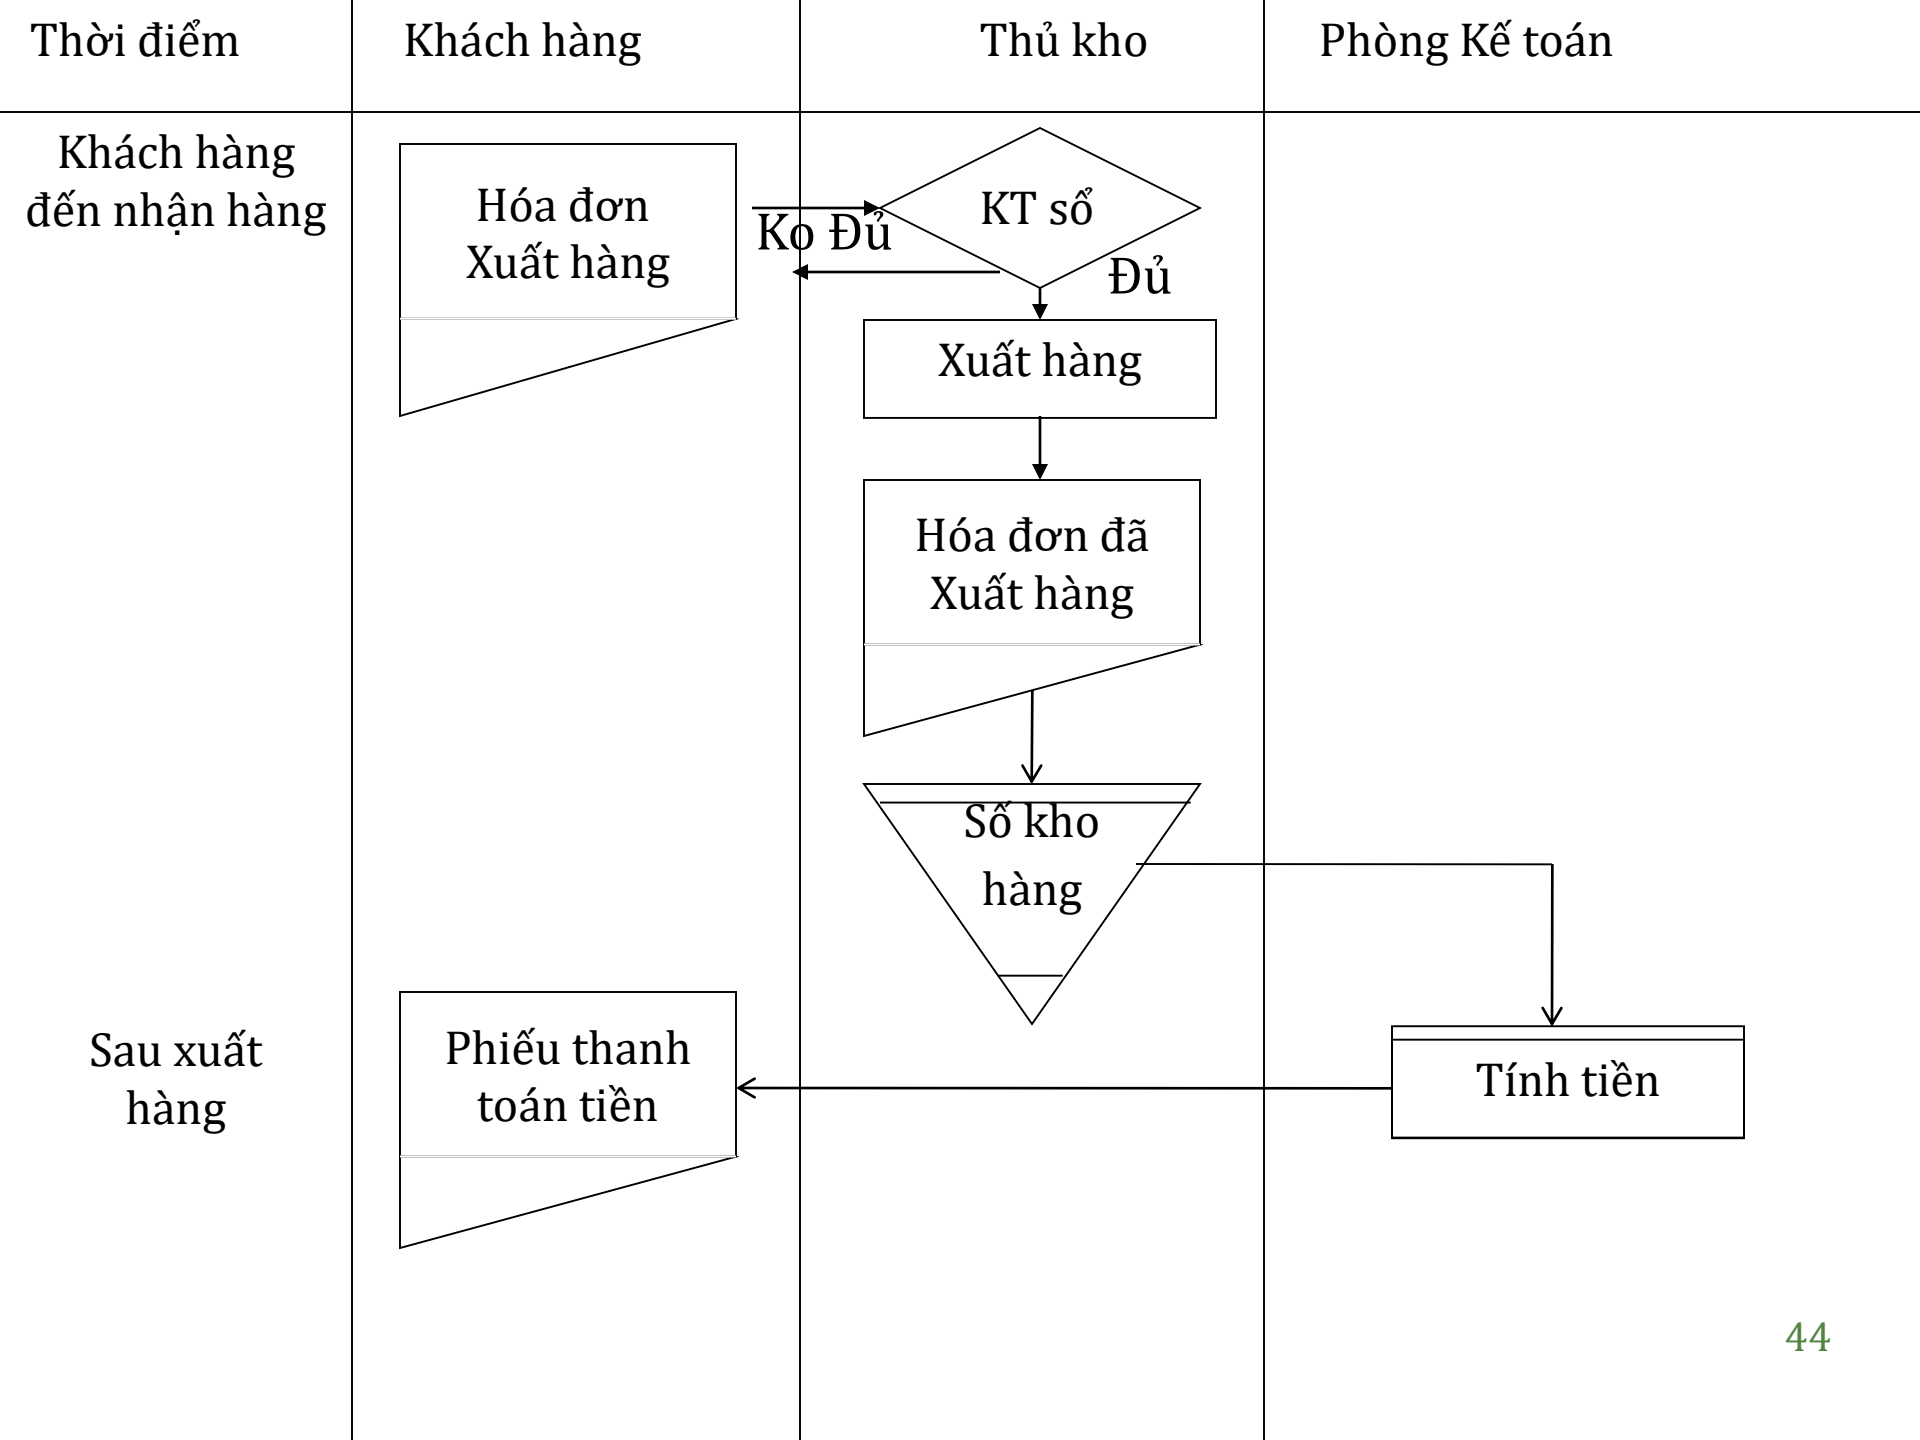 Thời điểm
Khách hàng
Thủ kho
Phòng Kế toán
Khách hàng
đến nhận hàng
Hóa đơn
Xuất hàng
KT sổ
Ko Đủ
Đủ
Xuất hàng
Hóa đơn đã
Xuất hàng
Số kho
hàng
Sau xuất
hàng
Phiếu thanh
toán tiền
Tính tiền
44